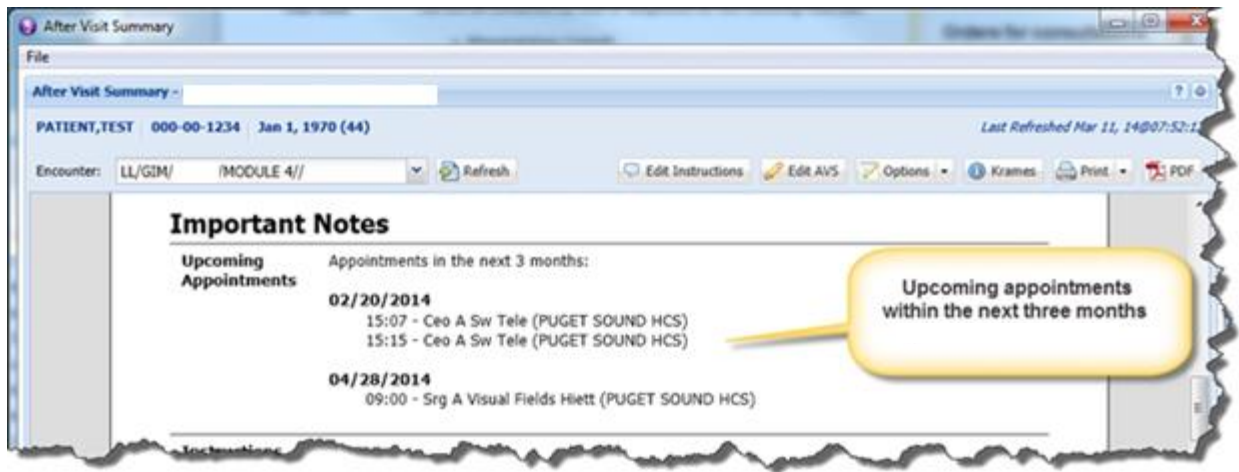 After Visit Summary
File
After Visit Summary -
PATIENT,TEST 000-00-1234 Jan 1, 1970 (44) Last Refreshed Mar 11, 14@07:52:1
Encounter: LL/GIM/ /MODULE 4// Refresh Edit Instructions Edit AVS Options Krames Print PDF
Important Notes
Upcoming Appointments in the next 3 months:
Appointments
02/20/2014
15:07 - Ceo A Sw Tele (PUGET SOUND HCS)
15:15 - Ceo A Sw Tele (PUGET SOUND HCS)
04/28/2014
09:00 - Srg A Visual Fields Hiett (PUGET SOUND HCS)
Upcoming appointments
within the next three months
Instructions